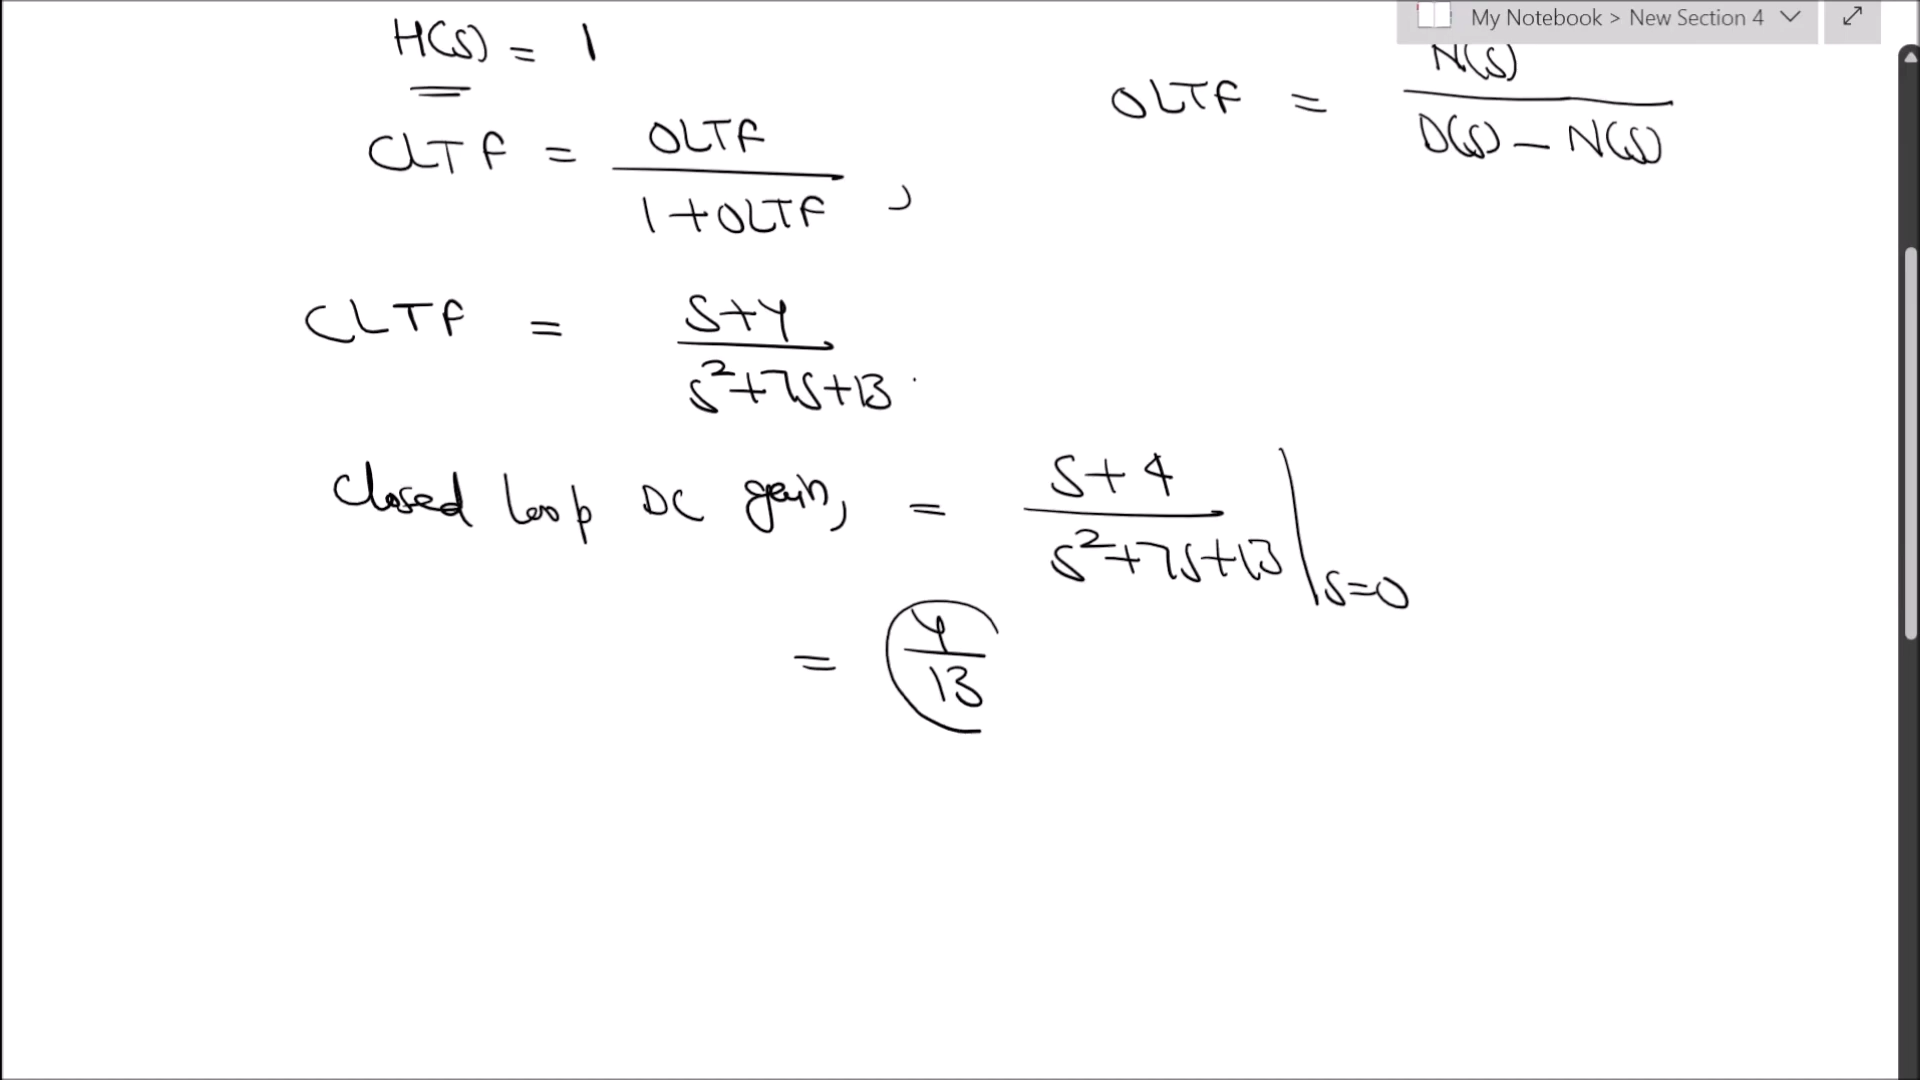 My Notebook > New Section 4
H(s) = 1
OLTF = N(s) / D(s) - N(s)
CLTF = OLTF / 1+OLTF ,
CLTF = s+4 / s²+7s+13 .
Closed loop DC gain, = s+4 / s²+7s+13 | s=0
= 4 / 13